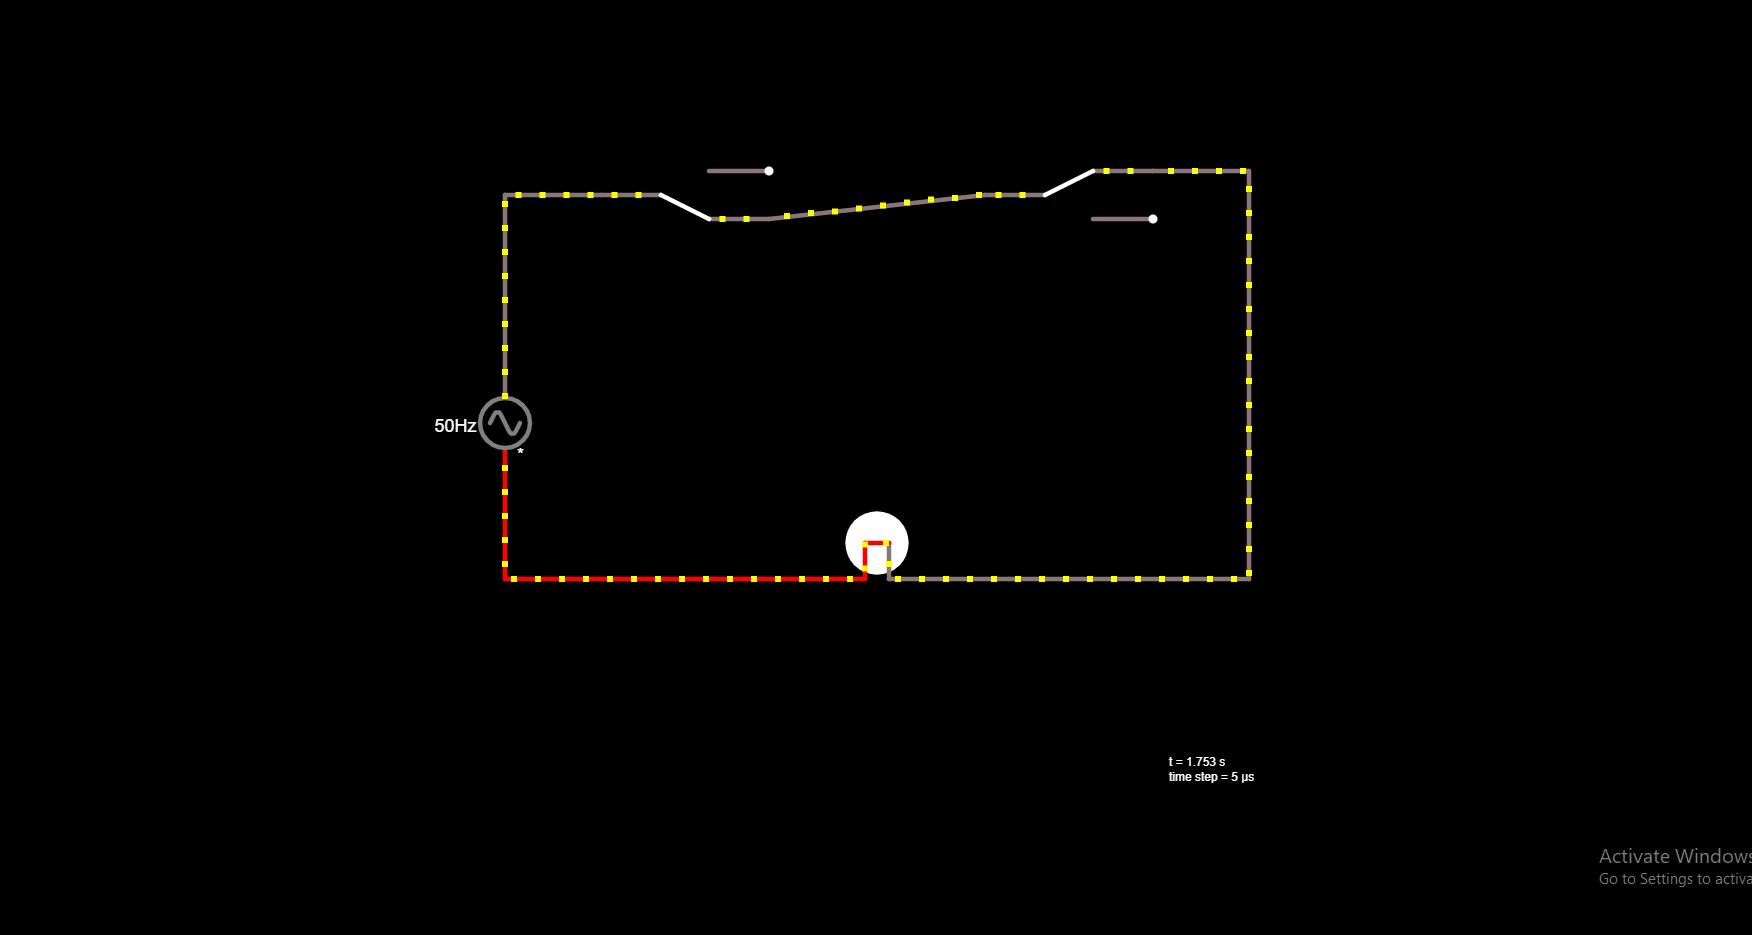 50Hz
*
t = 1.753 s
time step = 5 µs
Activate Windows
Go to Settings to activa